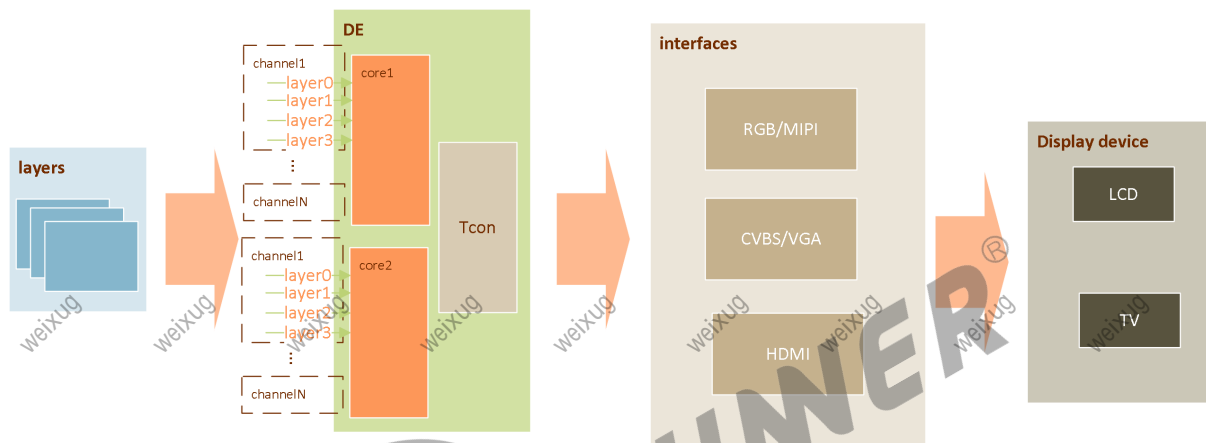 layers
channel1
layer0
layer1
layer2
layer3
channelN
channel1
layer0
layer1
layer2
layer3
channelN
DE
core1
core2
Tcon
interfaces
RGB/MIPI
CVBS/VGA
HDMI
Display device
LCD
TV
weixug
weixug
weixug
weixug
weixug
weixug
weixug
weixug
®